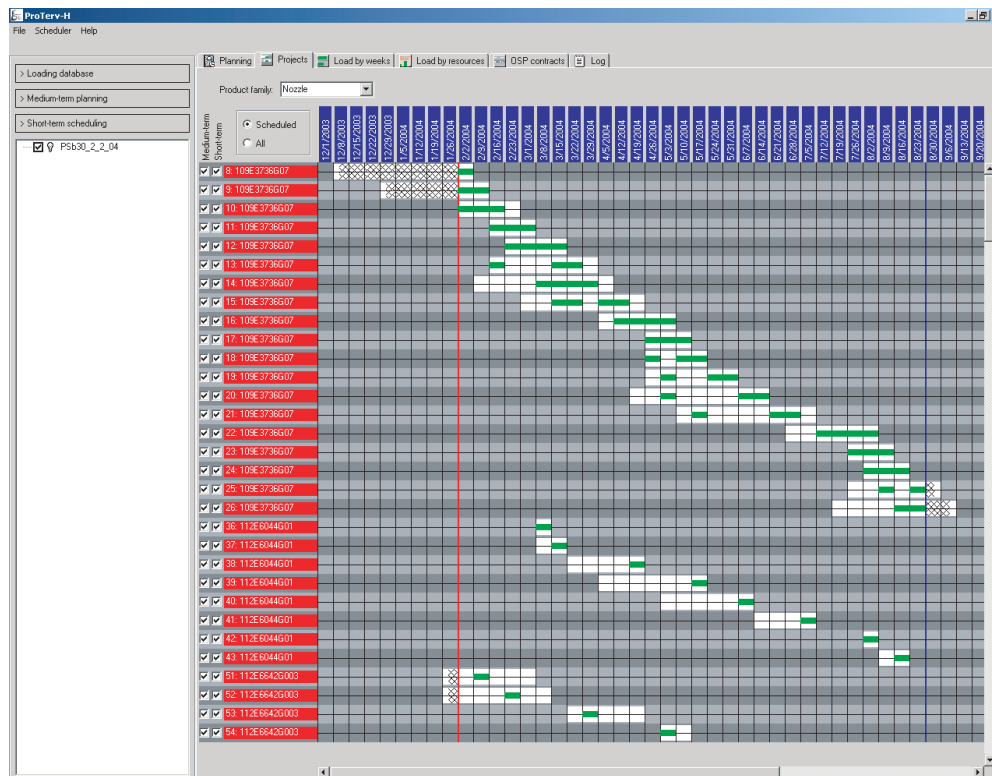 ProTerv-H
File Scheduler Help
> Loading database
> Medium-term planning
> Short-term scheduling
PSb30_2_2_04
Planning Projects Load by weeks Load by resources OSP contracts Log
Product family: Nozzle
Medium-term
Short-term
Scheduled
All
12/1/2003
12/8/2003
12/15/2003
12/22/2003
12/29/2003
1/5/2004
1/12/2004
1/19/2004
1/26/2004
2/2/2004
2/9/2004
2/16/2004
2/23/2004
3/1/2004
3/8/2004
3/15/2004
3/22/2004
3/29/2004
4/5/2004
4/12/2004
4/19/2004
4/26/2004
5/3/2004
5/10/2004
5/17/2004
5/24/2004
5/31/2004
6/7/2004
6/14/2004
6/21/2004
6/28/2004
7/5/2004
7/12/2004
7/19/2004
7/26/2004
8/2/2004
8/9/2004
8/16/2004
8/23/2004
8/30/2004
9/6/2004
9/13/2004
9/20/2004
8: 109E3736G07
9: 109E3736G07
10: 109E3736G07
11: 109E3736G07
12: 109E3736G07
13: 109E3736G07
14: 109E3736G07
15: 109E3736G07
16: 109E3736G07
17: 109E3736G07
18: 109E3736G07
19: 109E3736G07
20: 109E3736G07
21: 109E3736G07
22: 109E3736G07
23: 109E3736G07
24: 109E3736G07
25: 109E3736G07
26: 109E3736G07
36: 112E6044G01
37: 112E6044G01
38: 112E6044G01
39: 112E6044G01
40: 112E6044G01
41: 112E6044G01
42: 112E6044G01
43: 112E6044G01
51: 112E6642G003
52: 112E6642G003
53: 112E6642G003
54: 112E6642G003